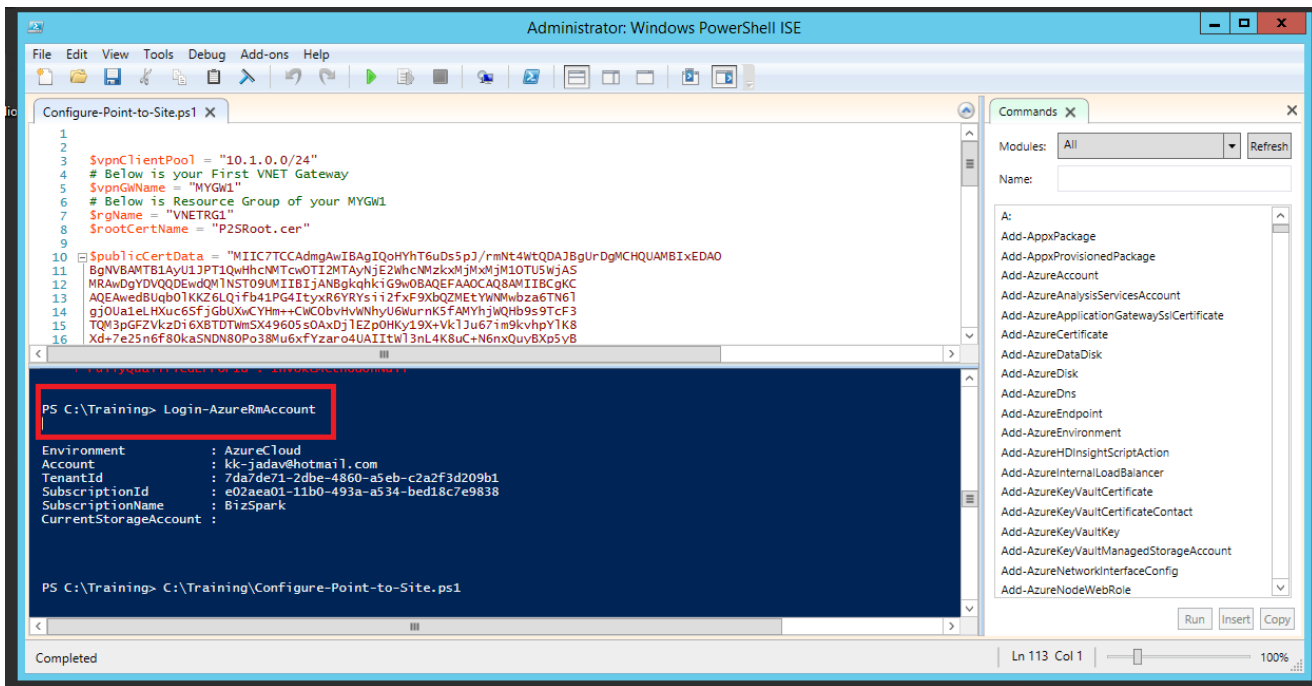 Administrator: Windows PowerShell ISE
File Edit View Tools Debug Add-ons Help
Configure-Point-to-Site.ps1 X
1
2
3 $vpnClientPool = "10.1.0.0/24"
4 # Below is your First VNET Gateway
5 $vpnGWName = "MYGW1"
6 # Below is Resource Group of your MYGW1
7 $rgName = "VNETRG1"
8 $rootCertName = "P2SRoot.cer"
9
10 $publicCertData = "MIIC7TCCAdmgAwIBAgIQoHYhT6uDs5pJ/rmNt4WtQDAJBgUrDgMCHQUAMBIxEDAO
11 BgNVBAMTB1AyU1JPT1QwHhcNMTcwOTI2MTAyNjE2WhcNMzkxMjMxMjM1OTU5WjAS
12 MRAwDgYDVQQDEwdQMlNST09UMIIBIjANBgkqhkiG9w0BAQEFAAOCAQ8AMIIBCgKC
13 AQEAwedBUqb0lKKZ6LQifb41PG4ItyxR6YRYsii2fxF9XbQZMEtYWNMwbza6TN6l
14 gjOUa1eLHXuc6SfjGbUXwCYHm++CWCObvHvWNhyU6WurnK5fAMYhjWQHb9s9TcF3
15 TQM3pGFZVkzDi6XBTDTWmSX49605sOAxDjlEZpOHKy19X+VklJu67im9kvhpYlK8
16 Xd+7e25n6f80kaSNDN80Po38Mu6xfYzaro4UAIItWl3nL4K8uC+N6nxQuyBXp5yB
PS C:\Training> Login-AzureRmAccount
Environment : AzureCloud
Account : kk-jadav@hotmail.com
TenantId : 7da7de71-2dbe-4860-a5eb-c2a2f3d209b1
SubscriptionId : e02aea01-11b0-493a-a534-bed18c7e9838
SubscriptionName : BizSpark
CurrentStorageAccount :
PS C:\Training> C:\Training\Configure-Point-to-Site.ps1
Completed
Ln 113 Col 1
100%
Commands X
Modules: All Refresh
Name:
A:
Add-AppxPackage
Add-AppxProvisionedPackage
Add-AzureAccount
Add-AzureAnalysisServicesAccount
Add-AzureApplicationGatewaySslCertificate
Add-AzureCertificate
Add-AzureDataDisk
Add-AzureDisk
Add-AzureDns
Add-AzureEndpoint
Add-AzureEnvironment
Add-AzureHDInsightScriptAction
Add-AzureInternalLoadBalancer
Add-AzureKeyVaultCertificate
Add-AzureKeyVaultCertificateContact
Add-AzureKeyVaultKey
Add-AzureKeyVaultManagedStorageAccount
Add-AzureNetworkInterfaceConfig
Add-AzureNodeWebRole
Run Insert Copy